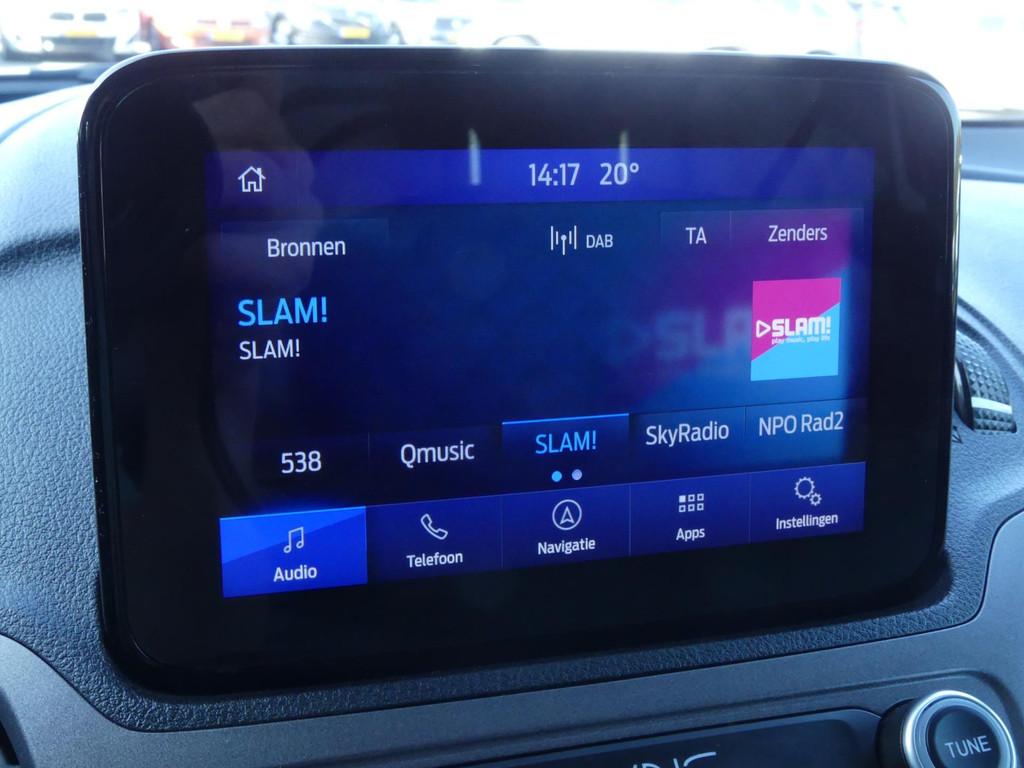 14:17 20°
Bronnen DAB TA Zenders
SLAM!
SLAM!
SLAM!
play music, play life
538 Qmusic SLAM! SkyRadio NPO Rad2
Audio Telefoon Navigatie Apps Instellingen
TUNE